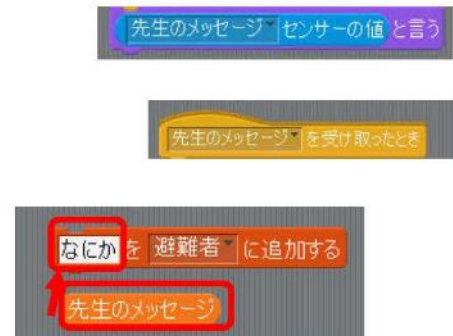 先生のメッセージ センサーの値 と言う
先生のメッセージ を受け取ったとき
なにか を 避難者 に追加する
先生のメッセージ